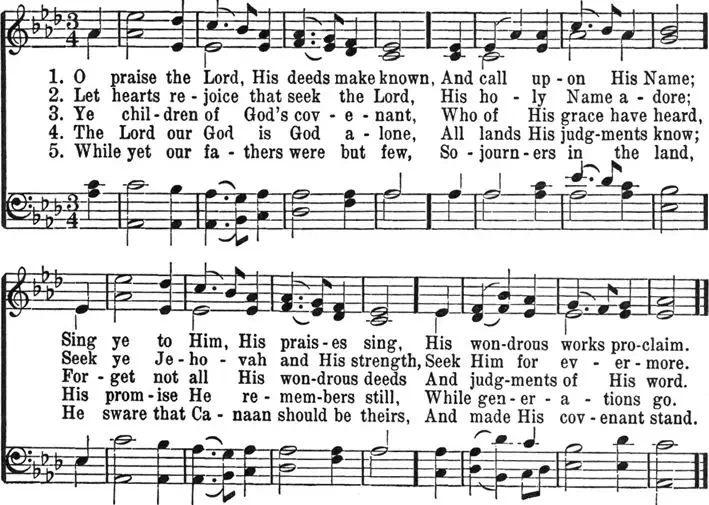 3
4
1. O praise the Lord, His deeds make known, And call up - on His Name;
2. Let hearts re - joice that seek the Lord, His ho - ly Name a - dore;
3. Ye chil - dren of God's cov - e - nant, Who of His grace have heard,
4. The Lord our God is God a - lone, All lands His judg-ments know;
5. While yet our fa - thers were but few, So - journ - ers in the land,
3
4
Sing ye to Him, His prais - es sing, His won-drous works pro-claim.
Seek ye Je - ho - vah and His strength, Seek Him for ev - er - more.
For - get not all His won-drous deeds And judg-ments of His word.
His prom - ise He re - mem - bers still, While gen - er - a - tions go.
He sware that Ca - naan should be theirs, And made His cov - enant stand.